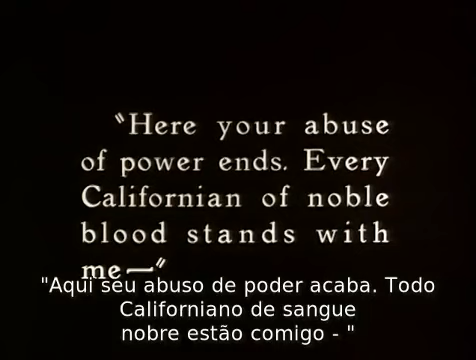 "Here your abuse
of power ends. Every
Californian of noble
blood stands with
me—"
"Aqui seu abuso de poder acaba. Todo
Californiano de sangue
nobre estão comigo - "